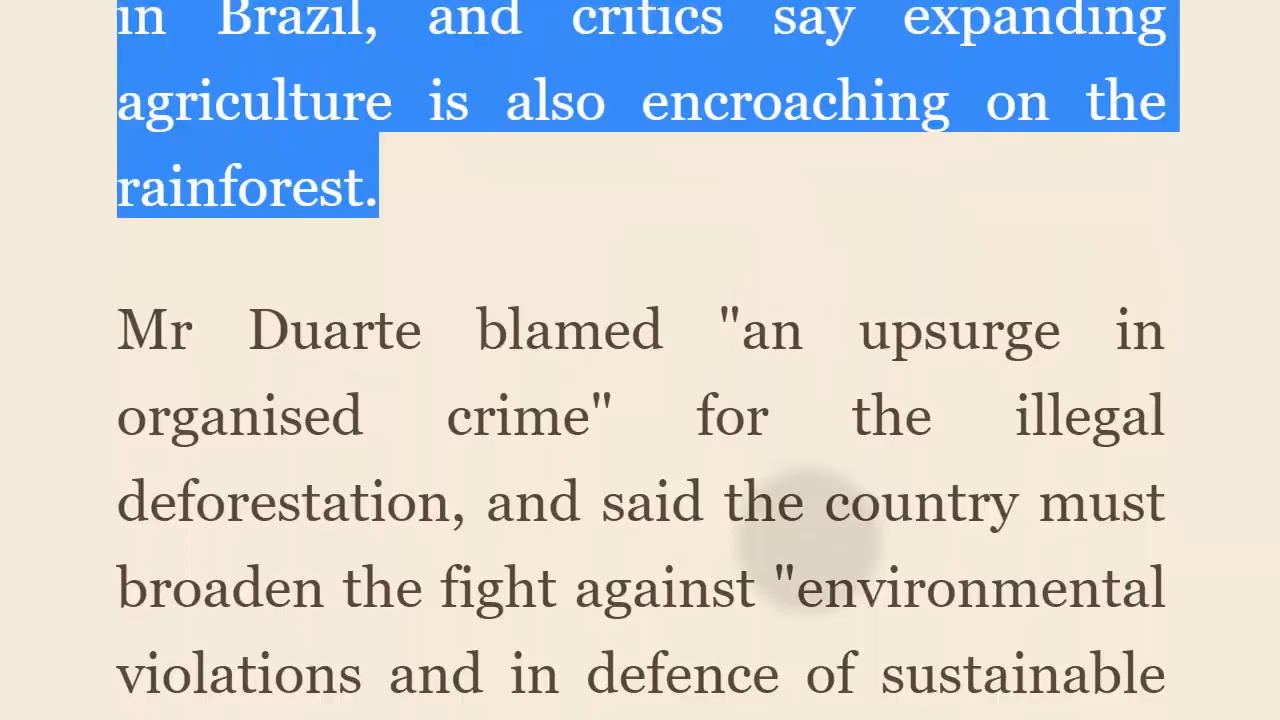 in Brazil, and critics say expanding
agriculture is also encroaching on the
rainforest.
Mr Duarte blamed "an upsurge in
organised crime" for the illegal
deforestation, and said the country must
broaden the fight against "environmental
violations and in defence of sustainable